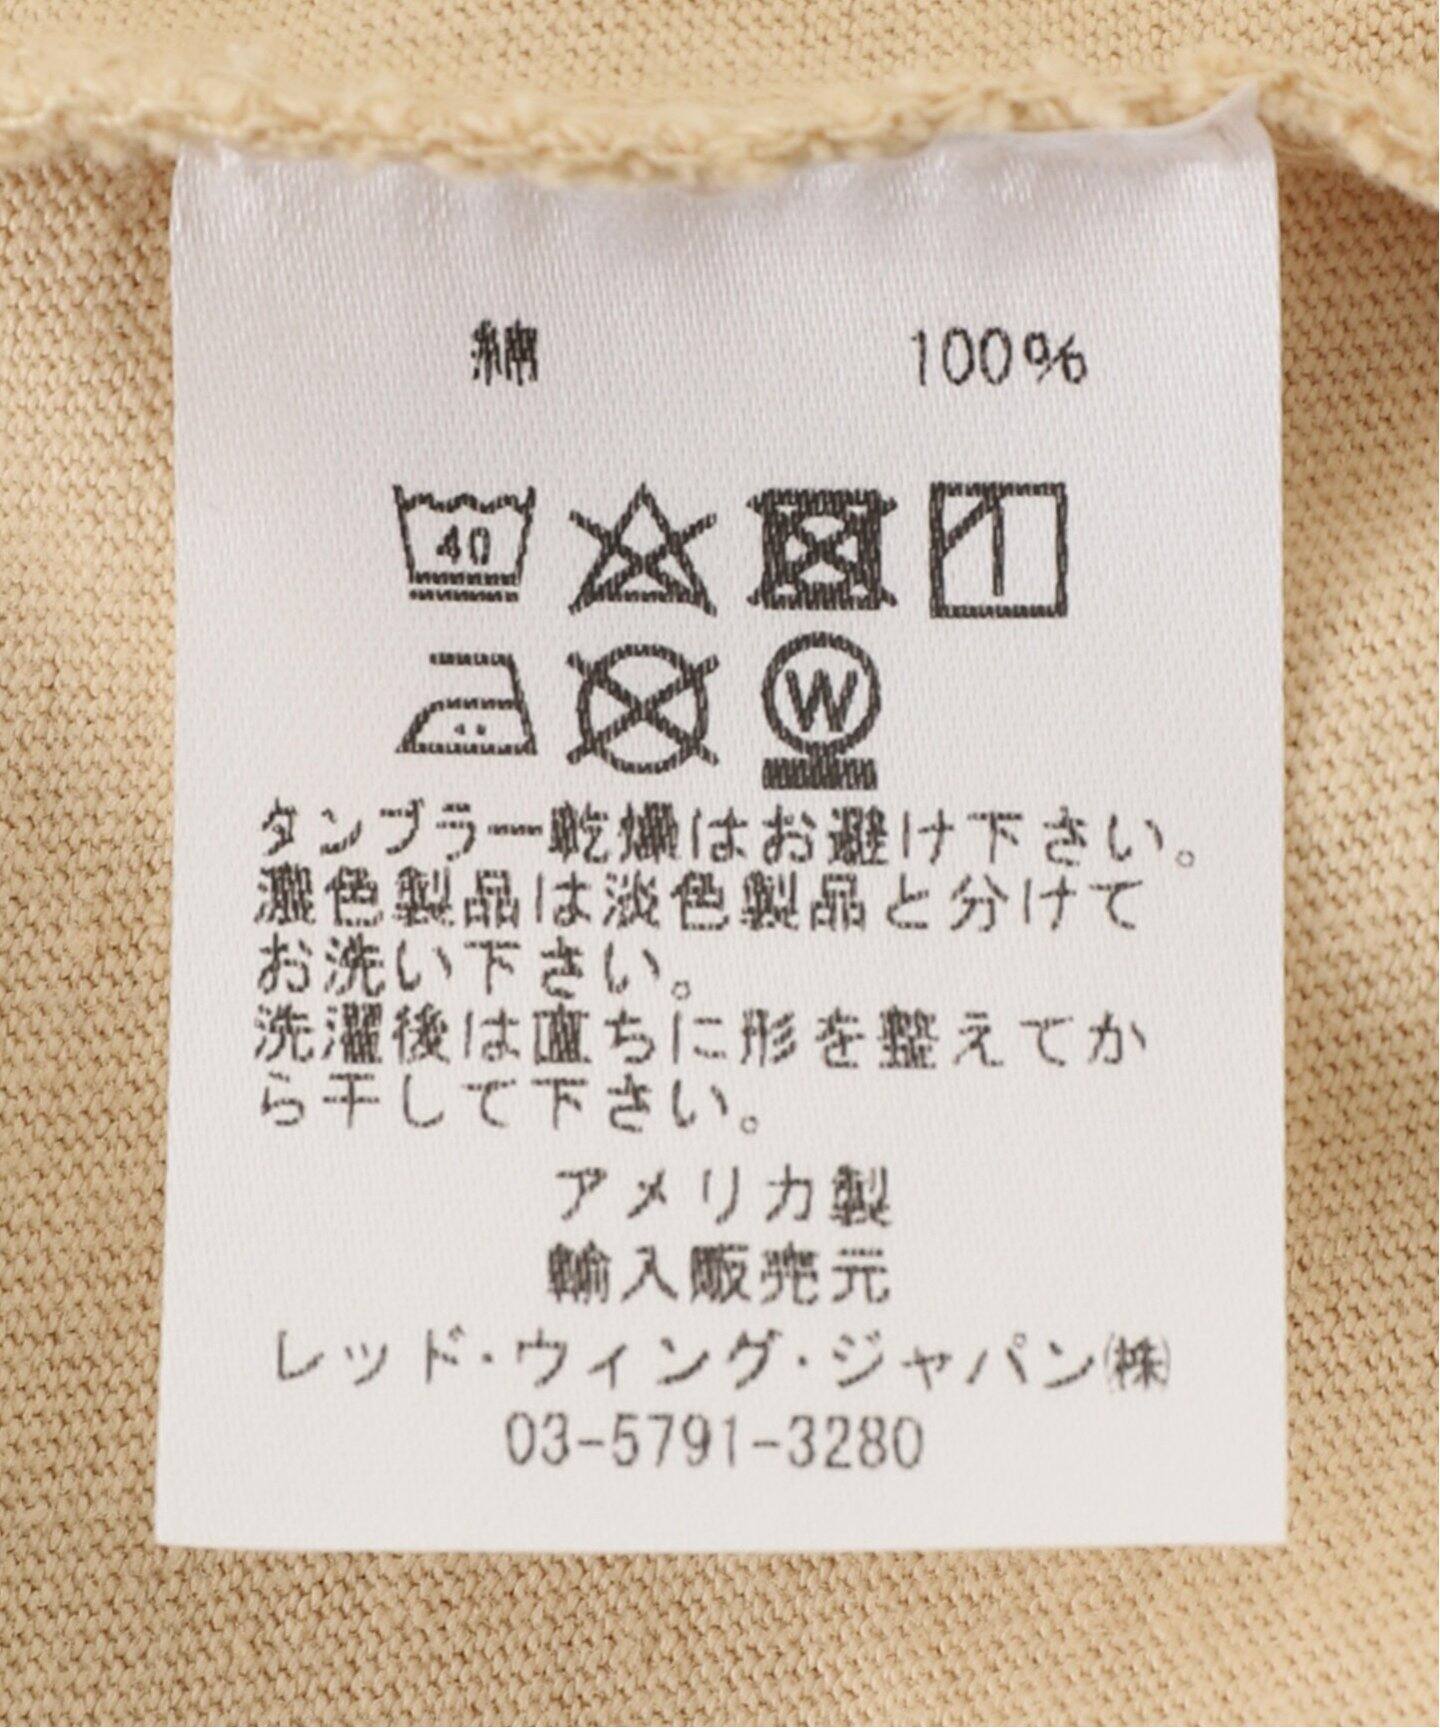 綿 100%
40
W
タンブラー乾燥はお避け下さい。
濃色製品は淡色製品と分けて
お洗い下さい。
洗濯後は直ちに形を整えてか
ら干して下さい。
アメリカ製
輸入販売元
レッド・ウィング・ジャパン㈱
03-5791-3280